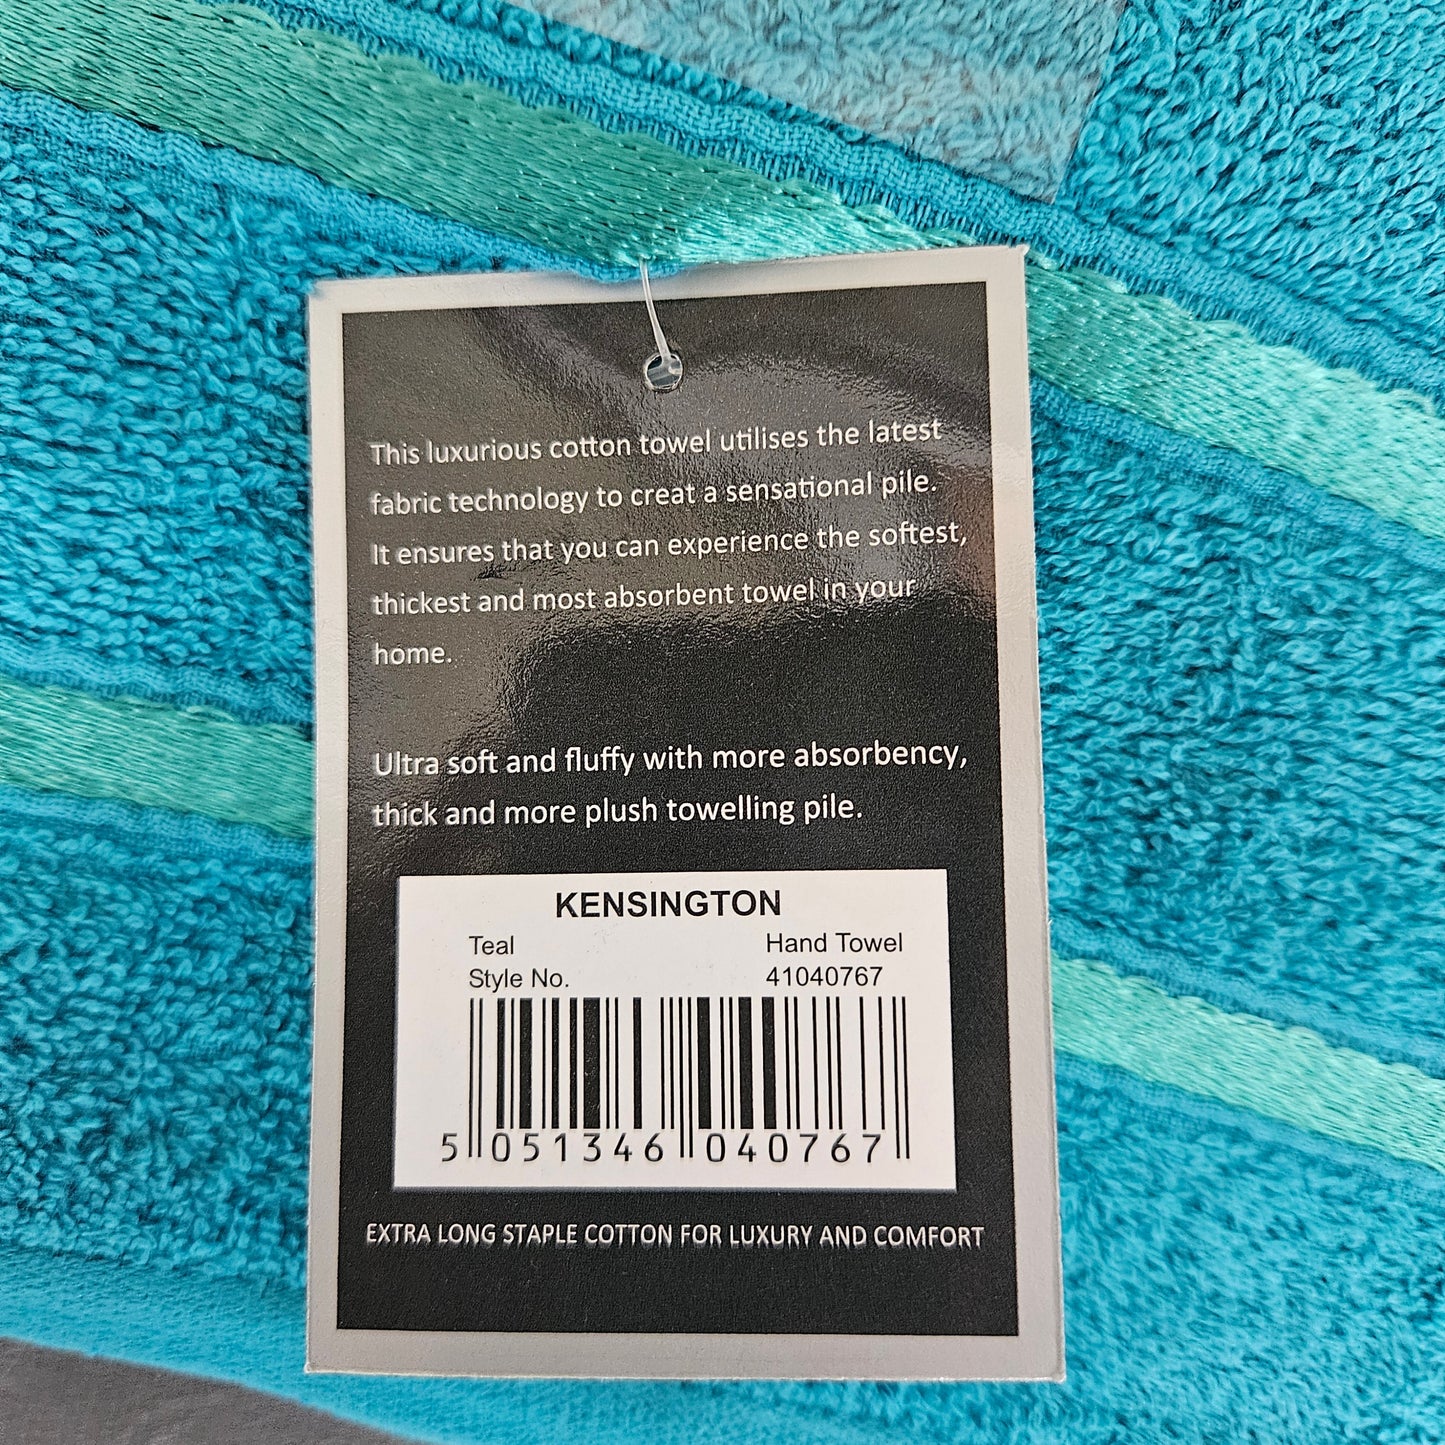 This luxurious cotton towel utilises the latest
fabric technology to creat a sensational pile.
It ensures that you can experience the softest,
thickest and most absorbent towel in your
home.
Ultra soft and fluffy with more absorbency,
thick and more plush towelling pile.
KENSINGTON
Teal Hand Towel
Style No. 41040767
5 051346 040767
EXTRA LONG STAPLE COTTON FOR LUXURY AND COMFORT